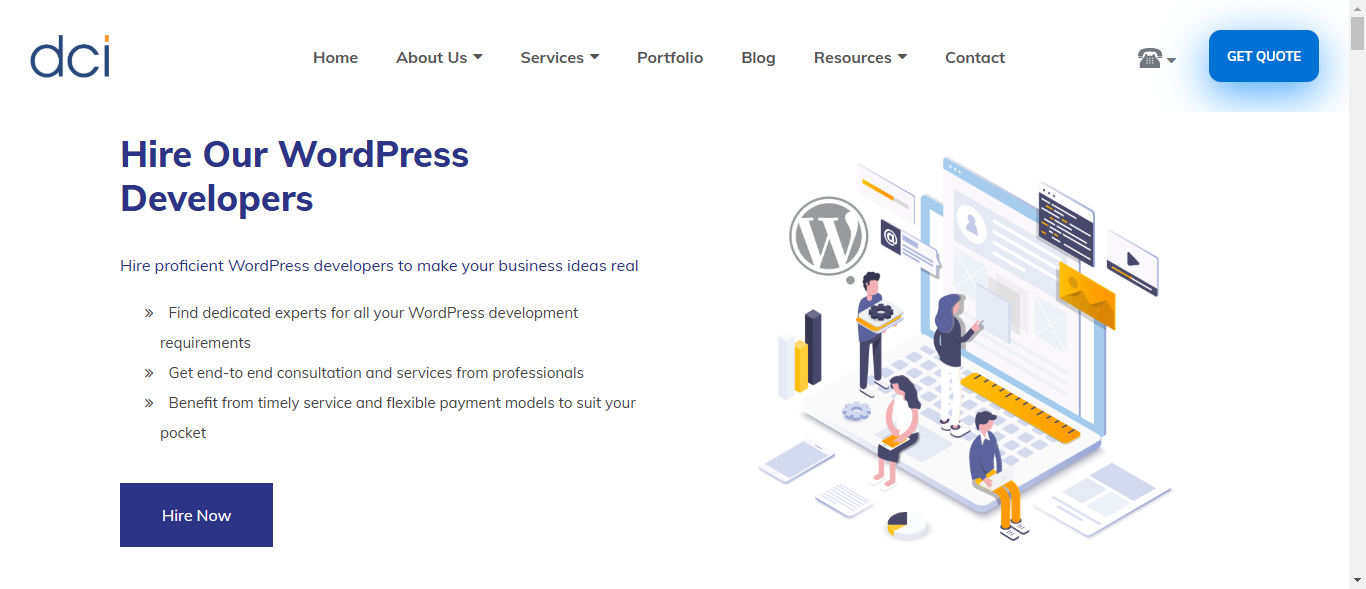 dci
Home About Us Services Portfolio Blog Resources Contact GET QUOTE
Hire Our WordPress
Developers
Hire proficient WordPress developers to make your business ideas real
» Find dedicated experts for all your WordPress development
requirements
» Get end-to end consultation and services from professionals
» Benefit from timely service and flexible payment models to suit your
pocket
Hire Now
W
@